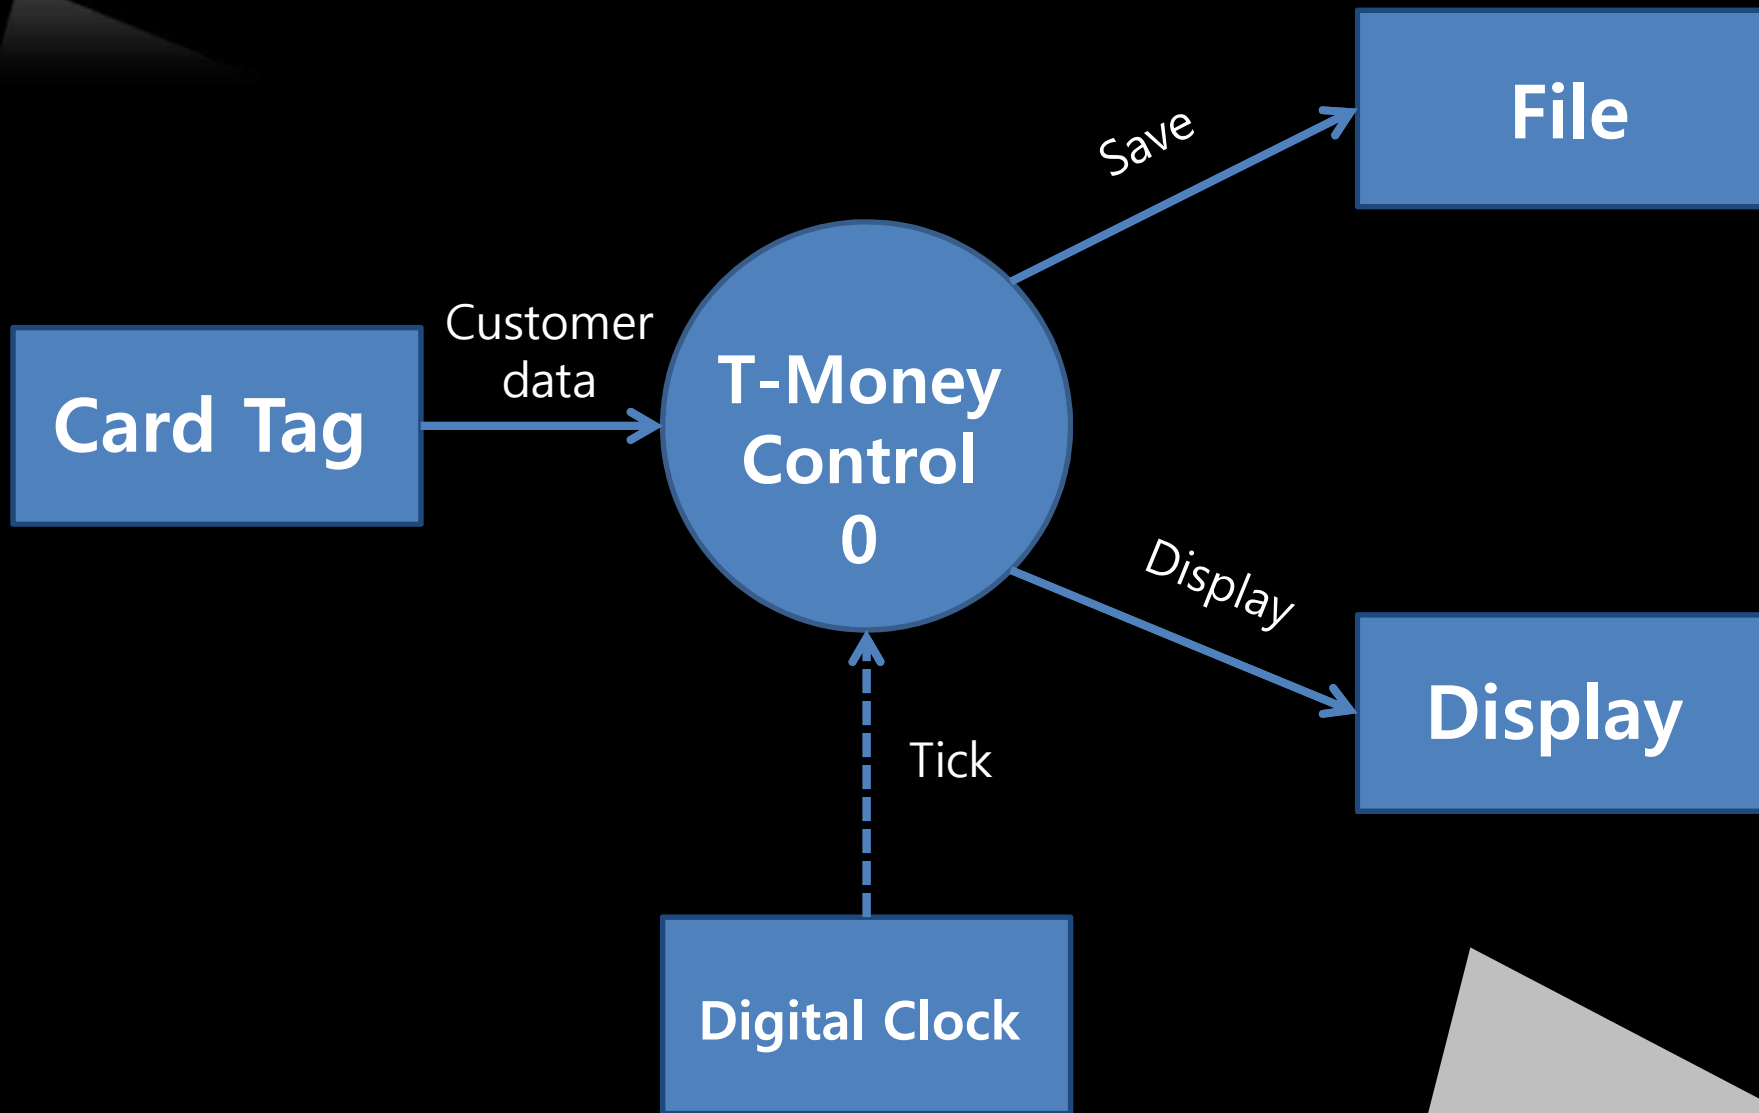 File
Save
Customer
data
Card Tag
T-Money
Control
0
Display
Display
Tick
Digital Clock